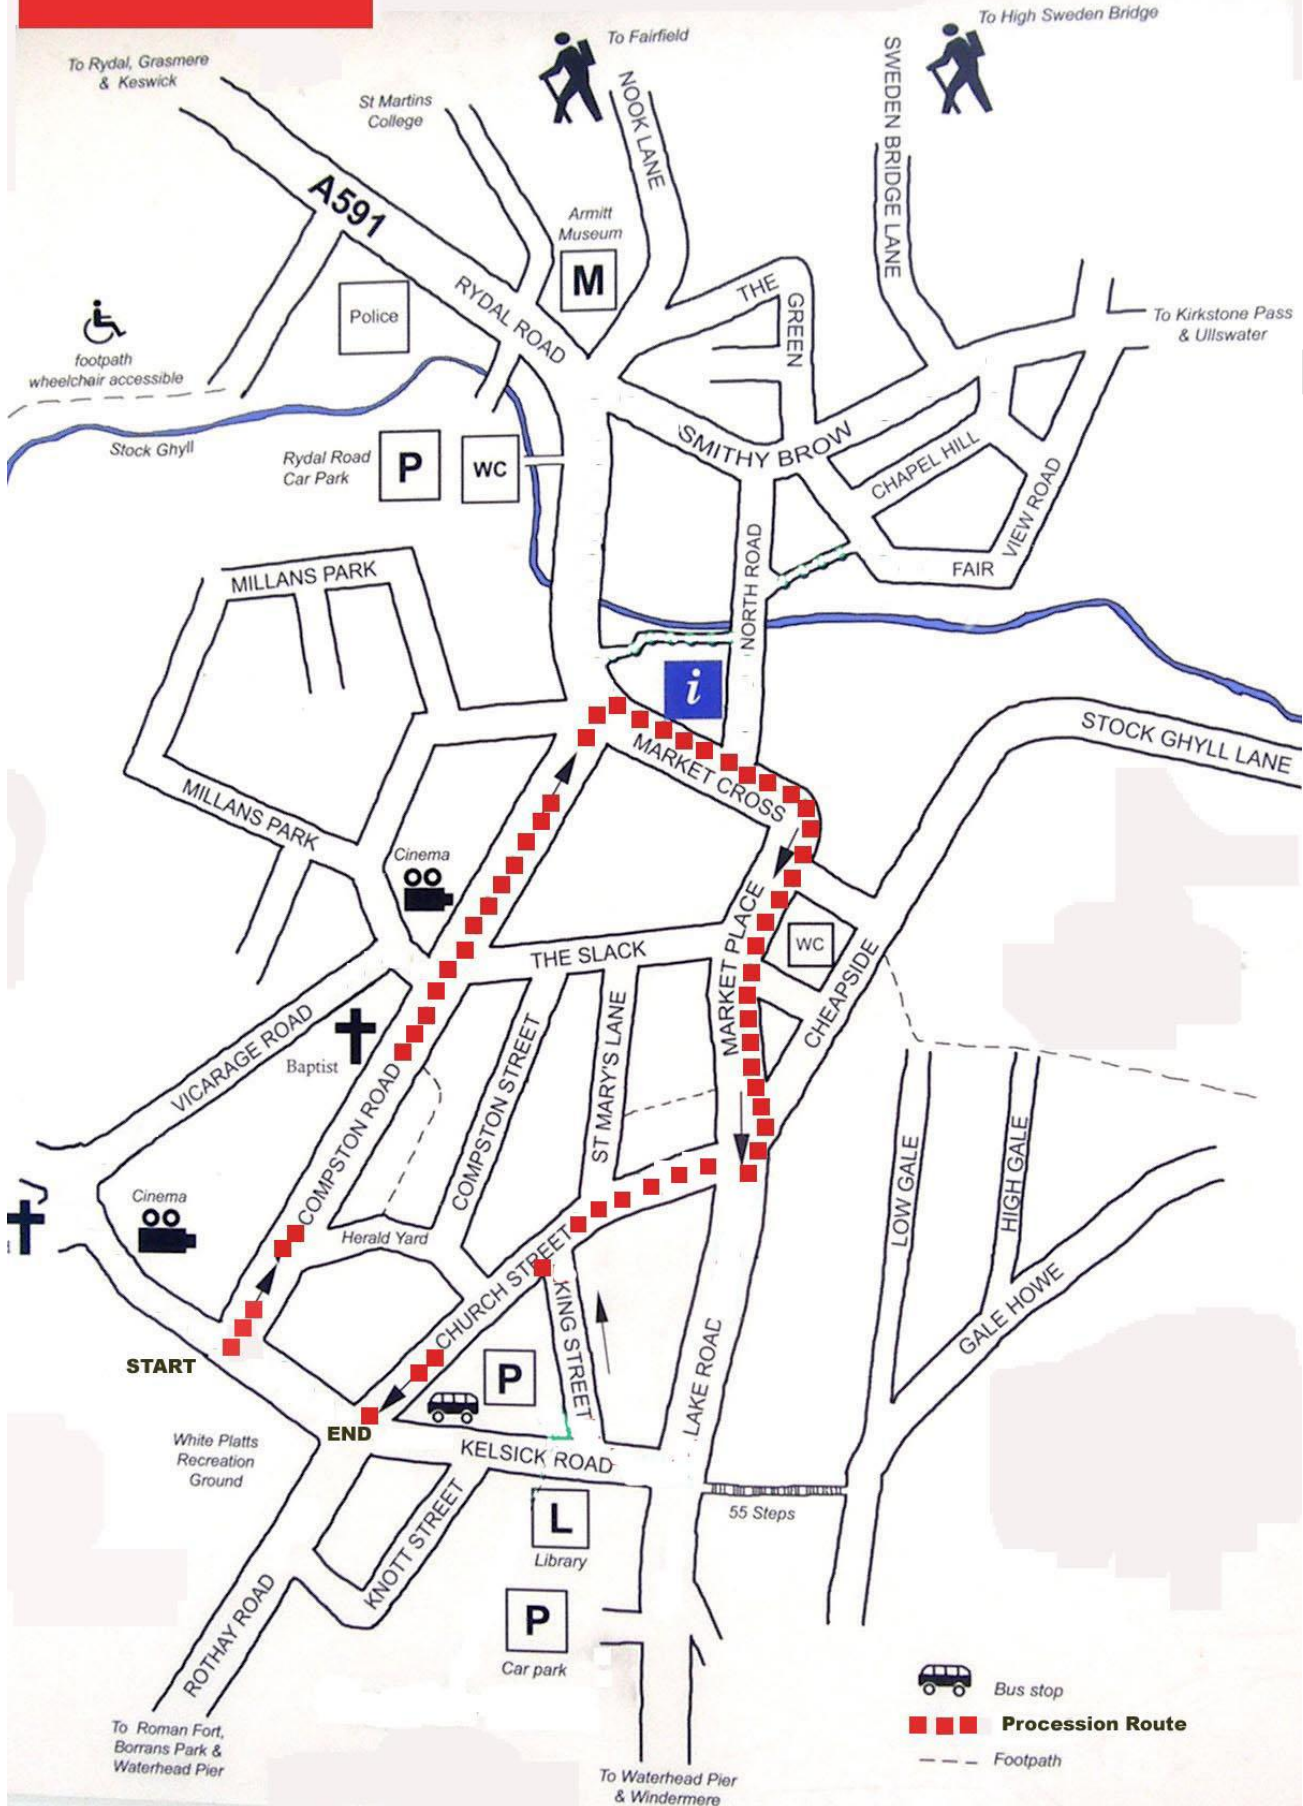 To High Sweden Bridge
To Fairfield
To Rydal, Grasmere
& Keswick
St Martins
College
NOOK LANE
SWEDEN BRIDGE LANE
A591
Armitt
Museum
M
RYDAL ROAD
THE
GREEN
To Kirkstone Pass
& Ullswater
Police
footpath
wheelchair accessible
Stock Ghyll
Rydal Road
Car Park
P
WC
SMITHY BROW
CHAPEL HILL
FAIR
VIEW ROAD
NORTH ROAD
MILLANS PARK
i
MARKET CROSS
STOCK GHYLL LANE
MILLANS PARK
Cinema
THE SLACK
MARKET PLACE
WC
CHEAPSIDE
VICARAGE ROAD
Baptist
COMPSTON ROAD
COMPSTON STREET
ST MARY'S LANE
LOW GALE
HIGH GALE
Cinema
Herald Yard
CHURCH STREET
KING STREET
LAKE ROAD
GALE HOWE
START
P
END
White Platts
Recreation
Ground
KELSICK ROAD
L
Library
55 Steps
KNOTT STREET
ROTHAY ROAD
P
Car park
Bus stop
Procession Route
Footpath
To Roman Fort,
Borrans Park &
Waterhead Pier
To Waterhead Pier
& Windermere